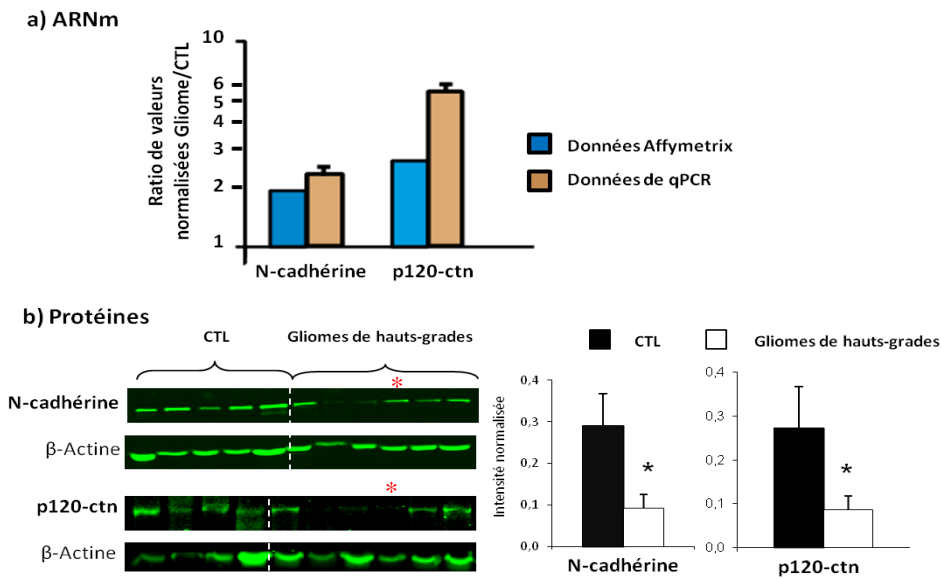 a) ARNm
Ratio de valeurs
normalisées Gliome/CTL
10
6
5
4
3
2
1
N-cadhérine
p120-ctn
Données Affymetrix
Données de qPCR
b) Protéines
CTL
Gliomes de hauts-grades
*
N-cadhérine
β-Actine
*
p120-ctn
β-Actine
CTL
Gliomes de hauts-grades
Intensité normalisée
0,4
0,3
0,2
0,1
0,0
*
N-cadhérine
0,4
0,3
0,2
0,1
0,0
*
p120-ctn